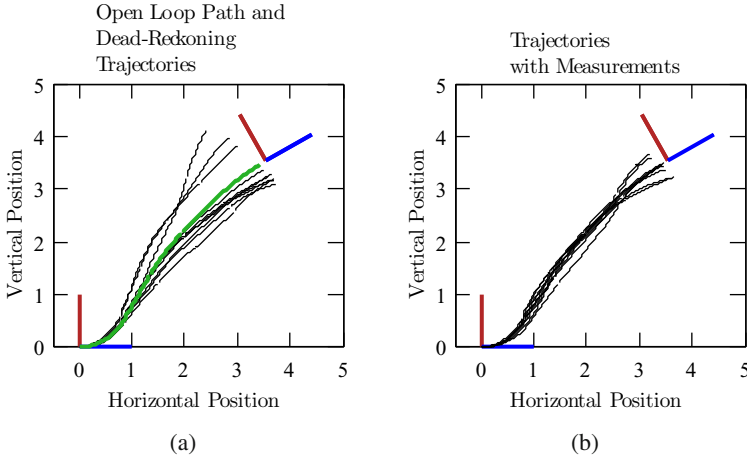 Open Loop Path and
Dead-Reckoning
Trajectories
5
4
3
2
1
0
Vertical Position
0 1 2 3 4 5
Horizontal Position
(a)
Trajectories
with Measurements
5
4
3
2
1
0
Vertical Position
0 1 2 3 4 5
Horizontal Position
(b)